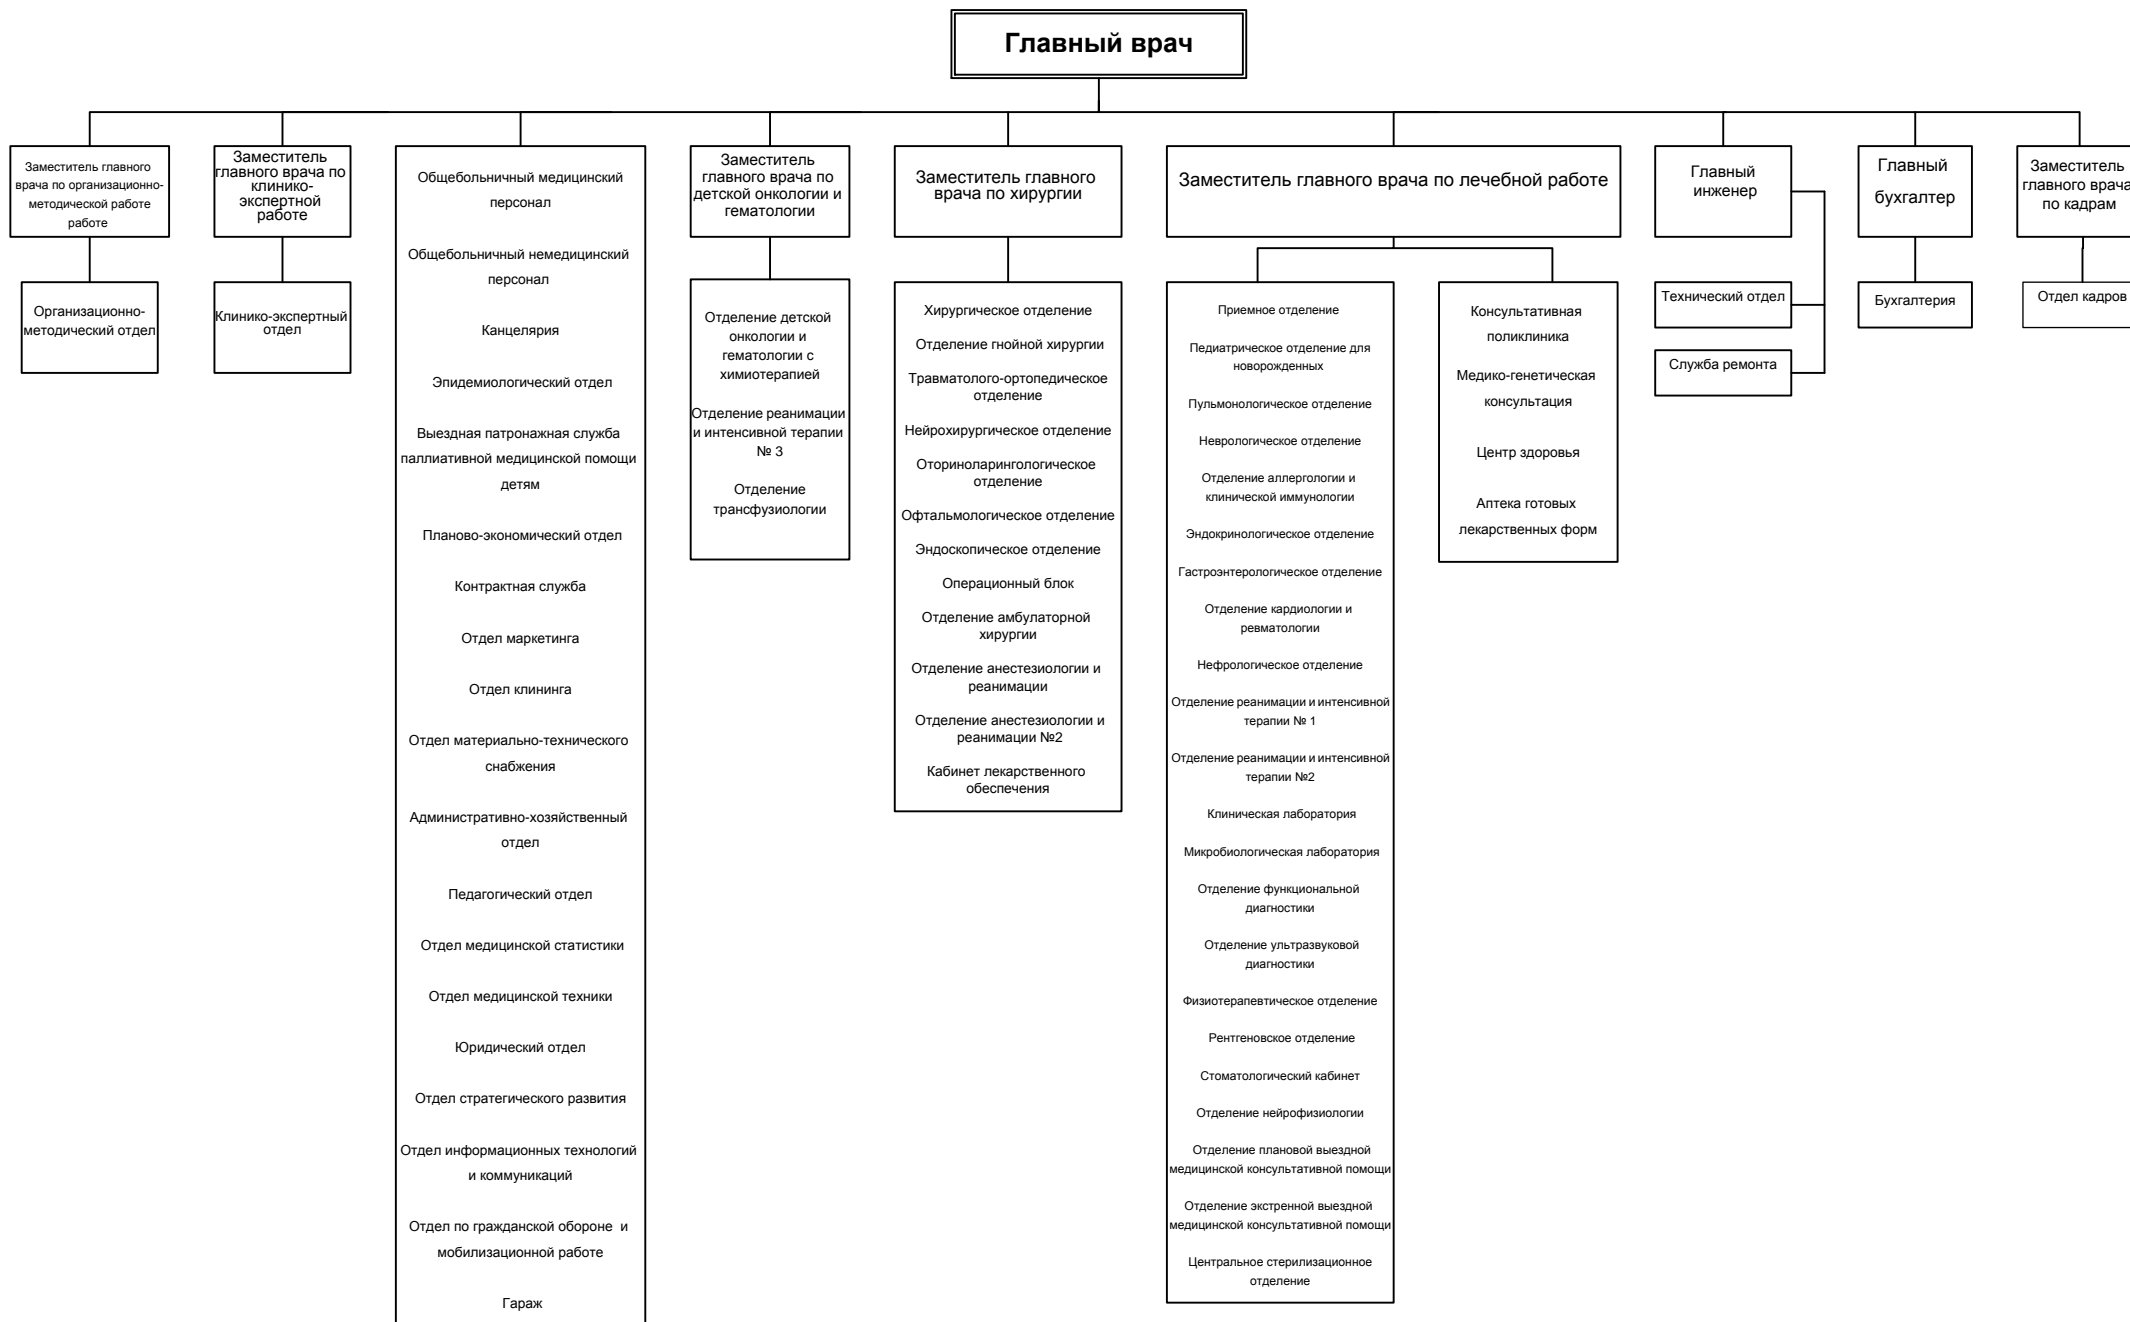 Главный врач
Заместитель главного
врача по организационно-
методической работе
работе
Организационно-
методический отдел
Заместитель
главного врача по
клинико-
экспертной
работе
Клинико-экспертный
отдел
Общебольничный медицинский
персонал
Общебольничный немедицинский
персонал
Канцелярия
Эпидемиологический отдел
Выездная патронажная служба
паллиативной медицинской помощи
детям
Планово-экономический отдел
Контрактная служба
Отдел маркетинга
Отдел клининга
Отдел материально-технического
снабжения
Административно-хозяйственный
отдел
Педагогический отдел
Отдел медицинской статистики
Отдел медицинской техники
Юридический отдел
Отдел стратегического развития
Отдел информационных технологий
и коммуникаций
Отдел по гражданской обороне и
мобилизационной работе
Гараж
Заместитель
главного врача по
детской онкологии и
гематологии
Отделение детской
онкологии и
гематологии с
химиотерапией
Отделение реанимации
и интенсивной терапии
№ 3
Отделение
трансфузиологии
Заместитель главного
врача по хирургии
Хирургическое отделение
Отделение гнойной хирургии
Травматолого-ортопедическое
отделение
Нейрохирургическое отделение
Оториноларингологическое
отделение
Офтальмологическое отделение
Эндоскопическое отделение
Операционный блок
Отделение амбулаторной
хирургии
Отделение анестезиологии и
реанимации
Отделение анестезиологии и
реанимации №2
Кабинет лекарственного
обеспечения
Заместитель главного врача по лечебной работе
Приемное отделение
Педиатрическое отделение для
новорожденных
Пульмонологическое отделение
Неврологическое отделение
Отделение аллергологии и
клинической иммунологии
Эндокринологическое отделение
Гастроэнтерологическое отделение
Отделение кардиологии и
ревматологии
Нефрологическое отделение
Отделение реанимации и интенсивной
терапии № 1
Отделение реанимации и интенсивной
терапии №2
Клиническая лаборатория
Микробиологическая лаборатория
Отделение функциональной
диагностики
Отделение ультразвуковой
диагностики
Физиотерапевтическое отделение
Рентгеновское отделение
Стоматологический кабинет
Отделение нейрофизиологии
Отделение плановой выездной
медицинской консультативной помощи
Отделение экстренной выездной
медицинской консультативной помощи
Центральное стерилизационное
отделение
Консультативная
поликлиника
Медико-генетическая
консультация
Центр здоровья
Аптека готовых
лекарственных форм
Главный
инженер
Технический отдел
Служба ремонта
Главный
бухгалтер
Бухгалтерия
Заместитель
главного врача
по кадрам
Отдел кадров